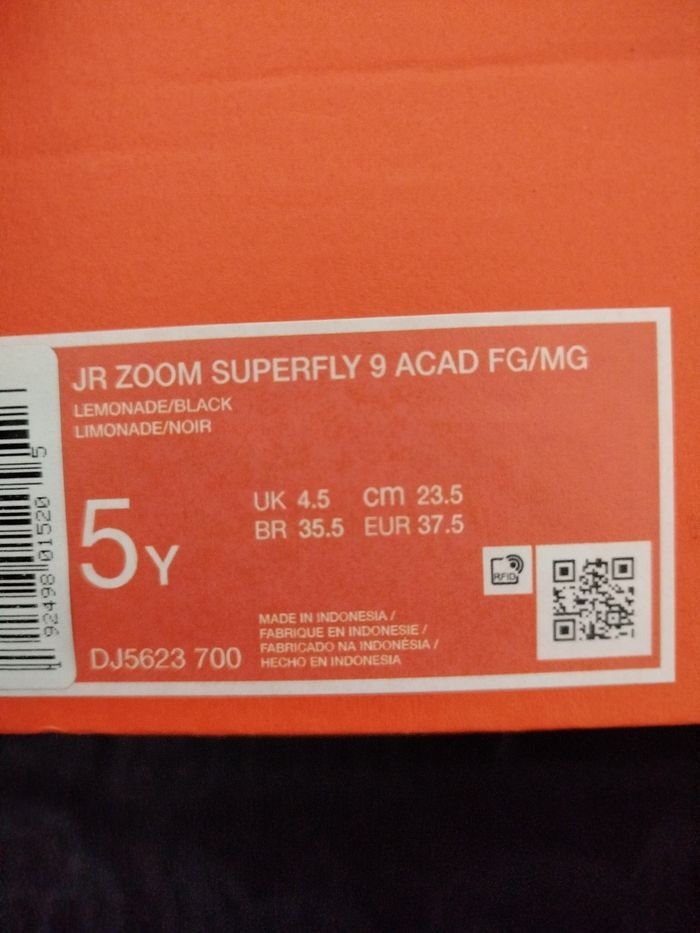 JR ZOOM SUPERFLY 9 ACAD FG/MG
LEMONADE/BLACK
LIMONADE/NOIR
5Y
UK 4.5 cm 23.5
BR 35.5 EUR 37.5
RFID
DJ5623 700
MADE IN INDONESIA /
FABRIQUE EN INDONESIE /
FABRICADO NA INDONÉSIA /
HECHO EN INDONESIA
1 92498 01520 5